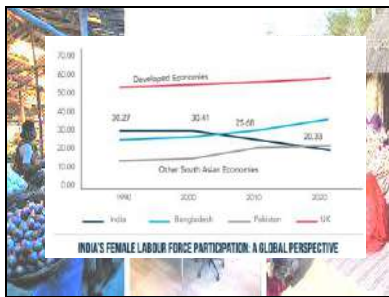 70.00
60.00
50.00
40.00
30.00
20.00
10.00
0.00
Developed Economies
30.27
30.41
25.68
20.33
Other South Asian Economies
1990
2000
2010
2020
India
Bangladesh
Pakistan
UK
INDIA'S FEMALE LABOUR FORCE PARTICIPATION: A GLOBAL PERSPECTIVE